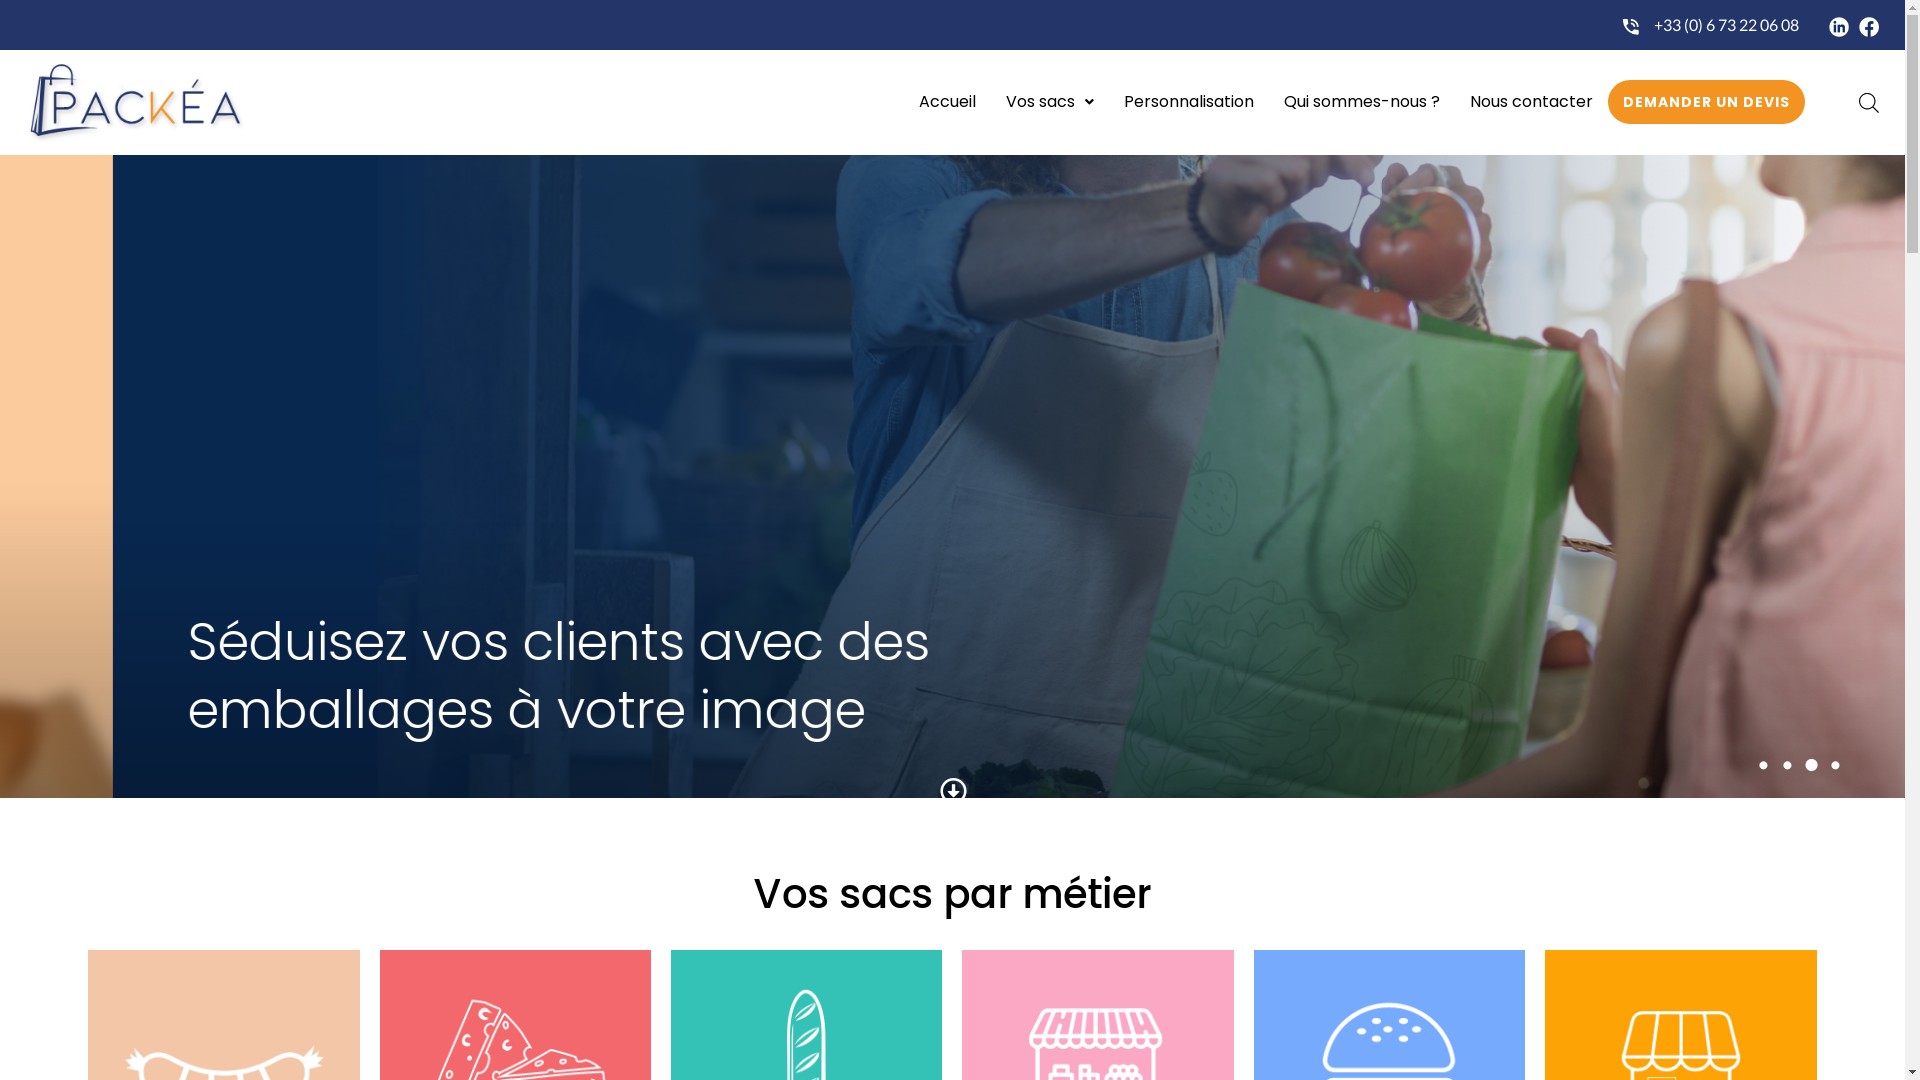 +33 (0) 6 73 22 06 08
PACKÉA
Accueil
Vos sacs
Personnalisation
Qui sommes-nous ?
Nous contacter
DEMANDER UN DEVIS
Séduisez vos clients avec des
emballages à votre image
Vos sacs par métier